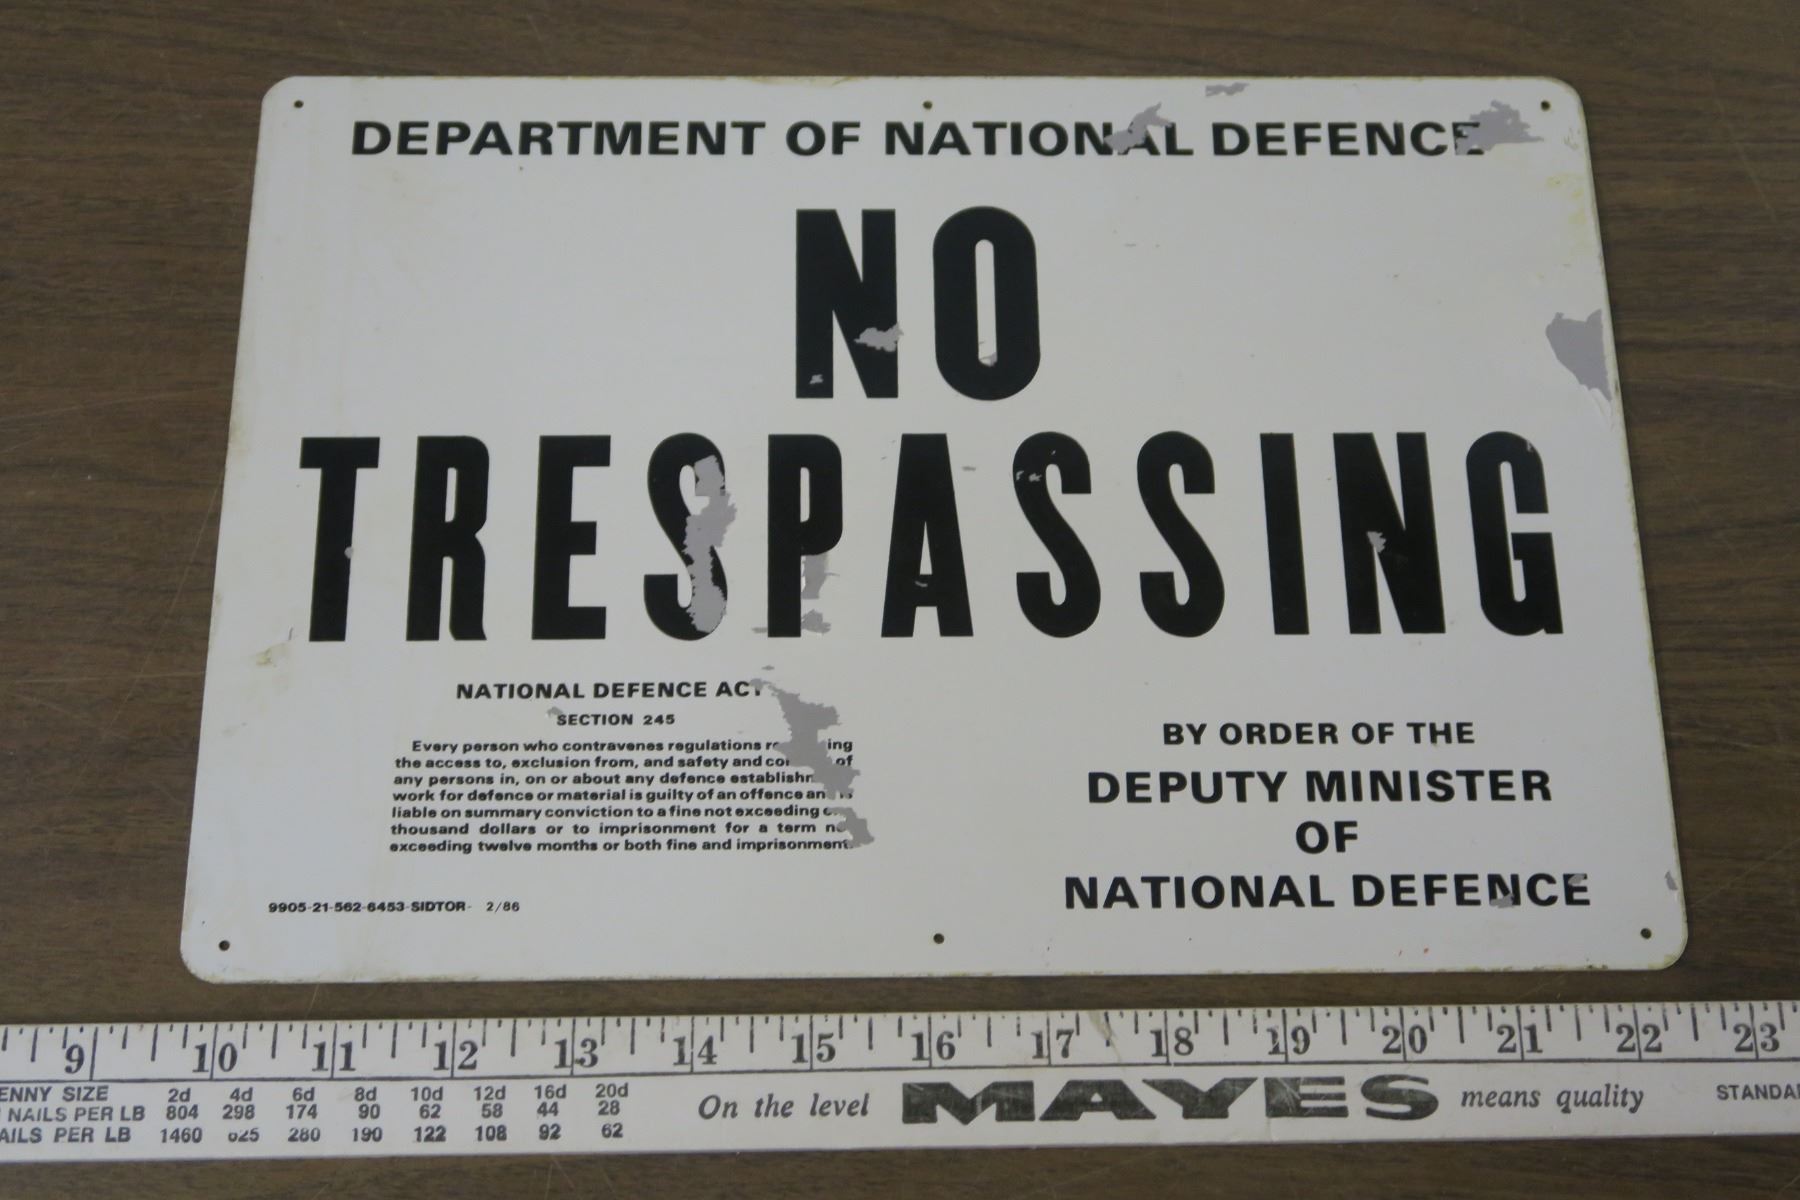 DEPARTMENT OF NATIONAL DEFENCE
NO
TRESPASSING
NATIONAL DEFENCE ACT
SECTION 245
Every person who contravenes regulations
the access to, exclusion from, and safety and of
any persons in, on or about any defence
work for defence or material is guilty of an offence
liable on summary conviction to a fine not exceeding
thousand dollars or to imprisonment for a term
exceeding twelve months or both fine and imprisonment.
9905-21-562-6453-SIDTOR- 2/86
BY ORDER OF THE
DEPUTY MINISTER
OF
NATIONAL DEFENCE
9 10 11 12 13 14 15 16 17 18 19 20 21 22 23
ENNY SIZE 2d 4d 6d 8d 10d 12d 16d 20d
NAILS PER LB 804 298 174 90 62 58 44 28
AILS PER LB 1460 625 280 190 122 108 92 62
On the level MAYES means quality
STANDA